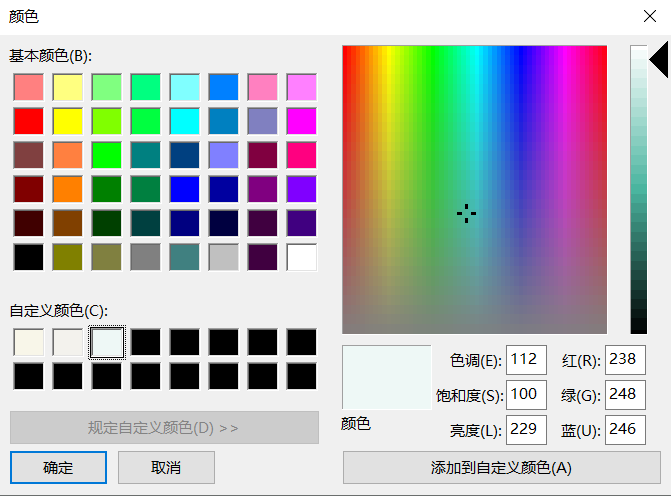 颜色
基本颜色(B):
自定义颜色(C):
规定自定义颜色(D) >>
确定
取消
颜色
色调(E): 112 红(R): 238
饱和度(S): 100 绿(G): 248
亮度(L): 229 蓝(U): 246
添加到自定义颜色(A)